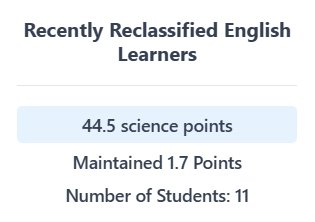 Recently Reclassified English
Learners
44.5 science points
Maintained 1.7 Points
Number of Students: 11